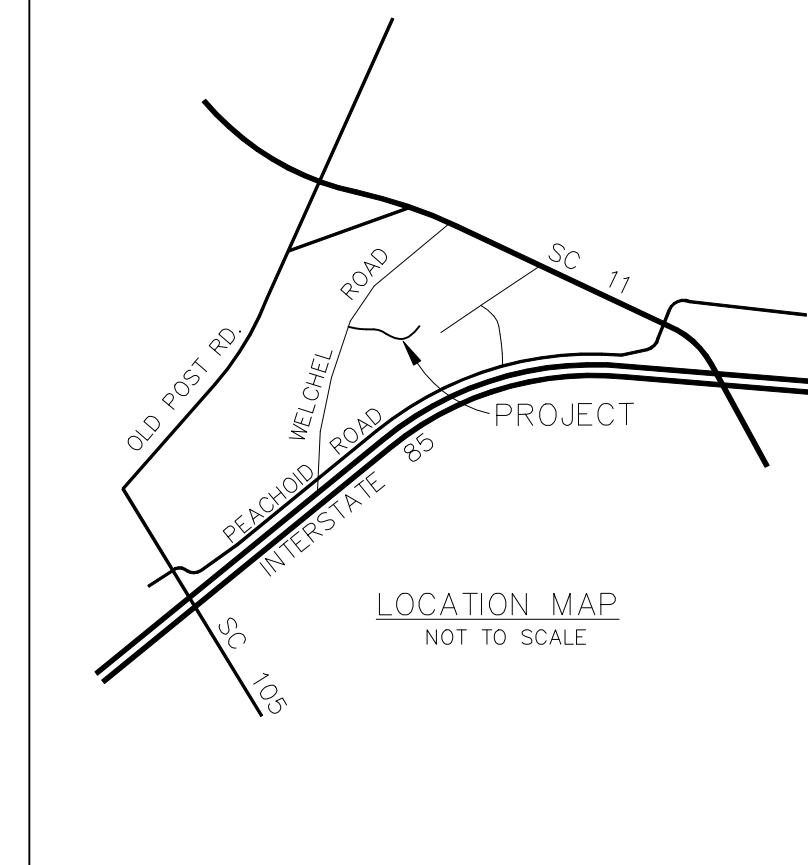 SC 11
ROAD
WELCHEL
OLD POST RD.
PROJECT
PEACHOID ROAD
INTERSTATE 85
LOCATION MAP
NOT TO SCALE
SC 105